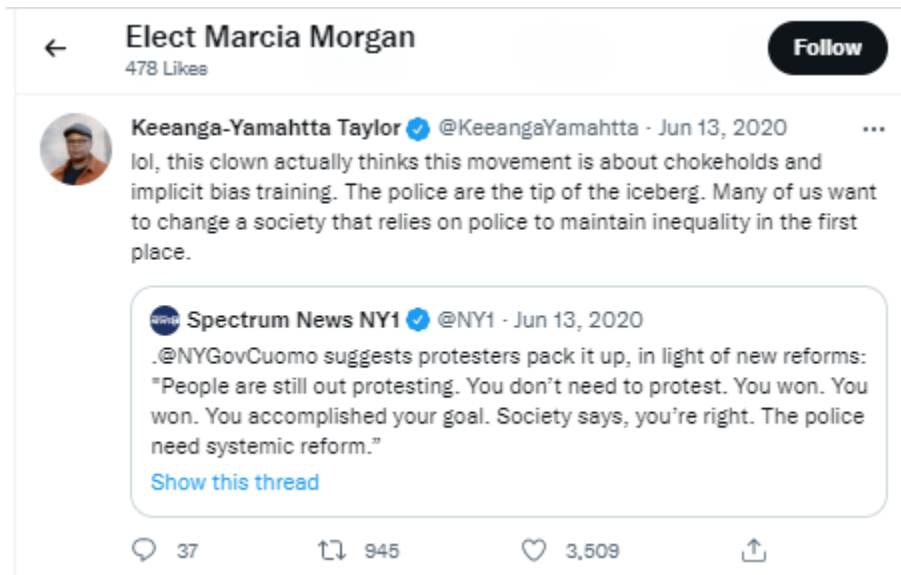 Elect Marcia Morgan
478 Likes
Follow
Keeanga-Yamahtta Taylor @KeeangaYamahtta · Jun 13, 2020
lol, this clown actually thinks this movement is about chokeholds and
implicit bias training. The police are the tip of the iceberg. Many of us want
to change a society that relies on police to maintain inequality in the first
place.
Spectrum News NY1 @NY1 · Jun 13, 2020
.@NYGovCuomo suggests protesters pack it up, in light of new reforms:
"People are still out protesting. You don’t need to protest. You won. You
won. You accomplished your goal. Society says, you’re right. The police
need systemic reform.”
Show this thread
37 945 3,509